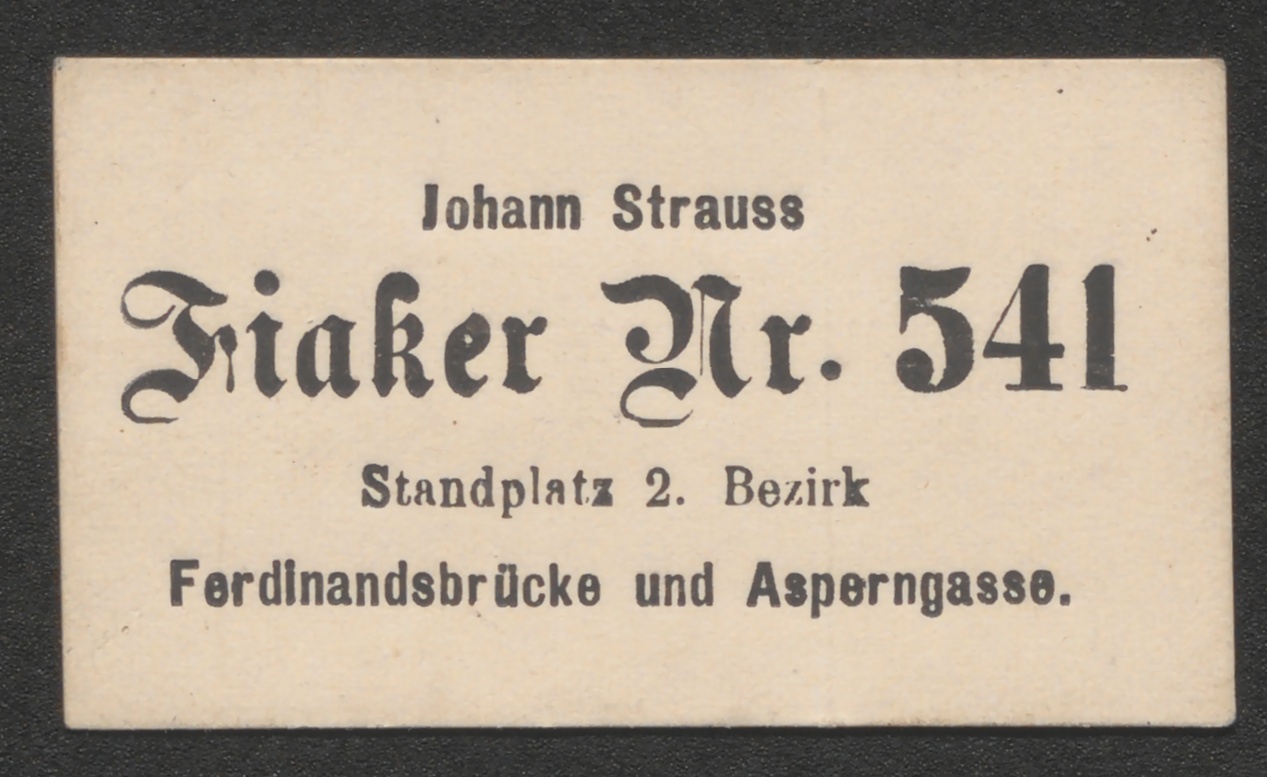 Johann Strauss
Fiaker Nr. 541
Standplatz 2. Bezirk
Ferdinandsbrücke und Asperngasse.